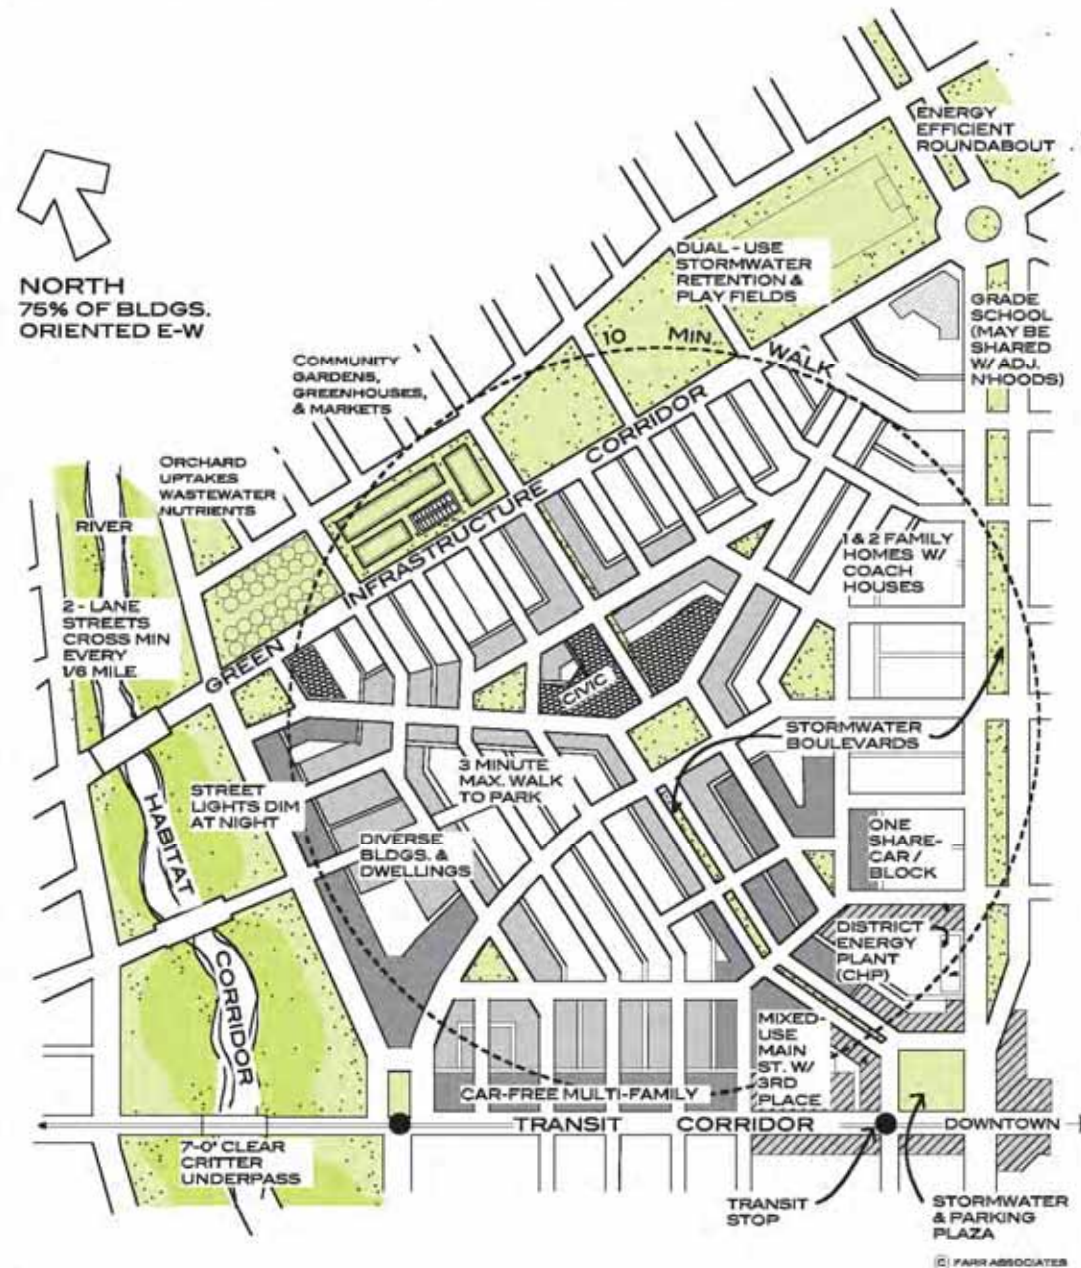 ENERGY
EFFICIENT
ROUNDABOUT
NORTH
75% OF BLDGS.
ORIENTED E-W
DUAL-USE
STORMWATER
RETENTION &
PLAY FIELDS
GRADE
SCHOOL
(MAY BE
SHARED
W/ ADJ.
N'HOODS)
10 MIN. WALK
COMMUNITY
GARDENS,
GREENHOUSES,
& MARKETS
ORCHARD
UPTAKES
WASTEWATER
NUTRIENTS
RIVER
GREEN INFRASTRUCTURE CORRIDOR
1 & 2 FAMILY
HOMES W/
COACH
HOUSES
2-LANE
STREETS
CROSS MIN
EVERY
1/6 MILE
CIVIC
STORMWATER
BOULEVARDS
3 MINUTE
MAX. WALK
TO PARK
STREET
LIGHTS DIM
AT NIGHT
DIVERSE
BLDGS. &
DWELLINGS
ONE
SHARE-
CAR /
BLOCK
HABITAT CORRIDOR
DISTRICT
ENERGY
PLANT
(CHP)
MIXED-
USE
MAIN
ST. W/
3RD
PLACE
CAR-FREE MULTI-FAMILY
TRANSIT CORRIDOR
DOWNTOWN
7'-0" CLEAR
CRITTER
UNDERPASS
TRANSIT
STOP
STORMWATER
& PARKING
PLAZA
© FARR ASSOCIATES